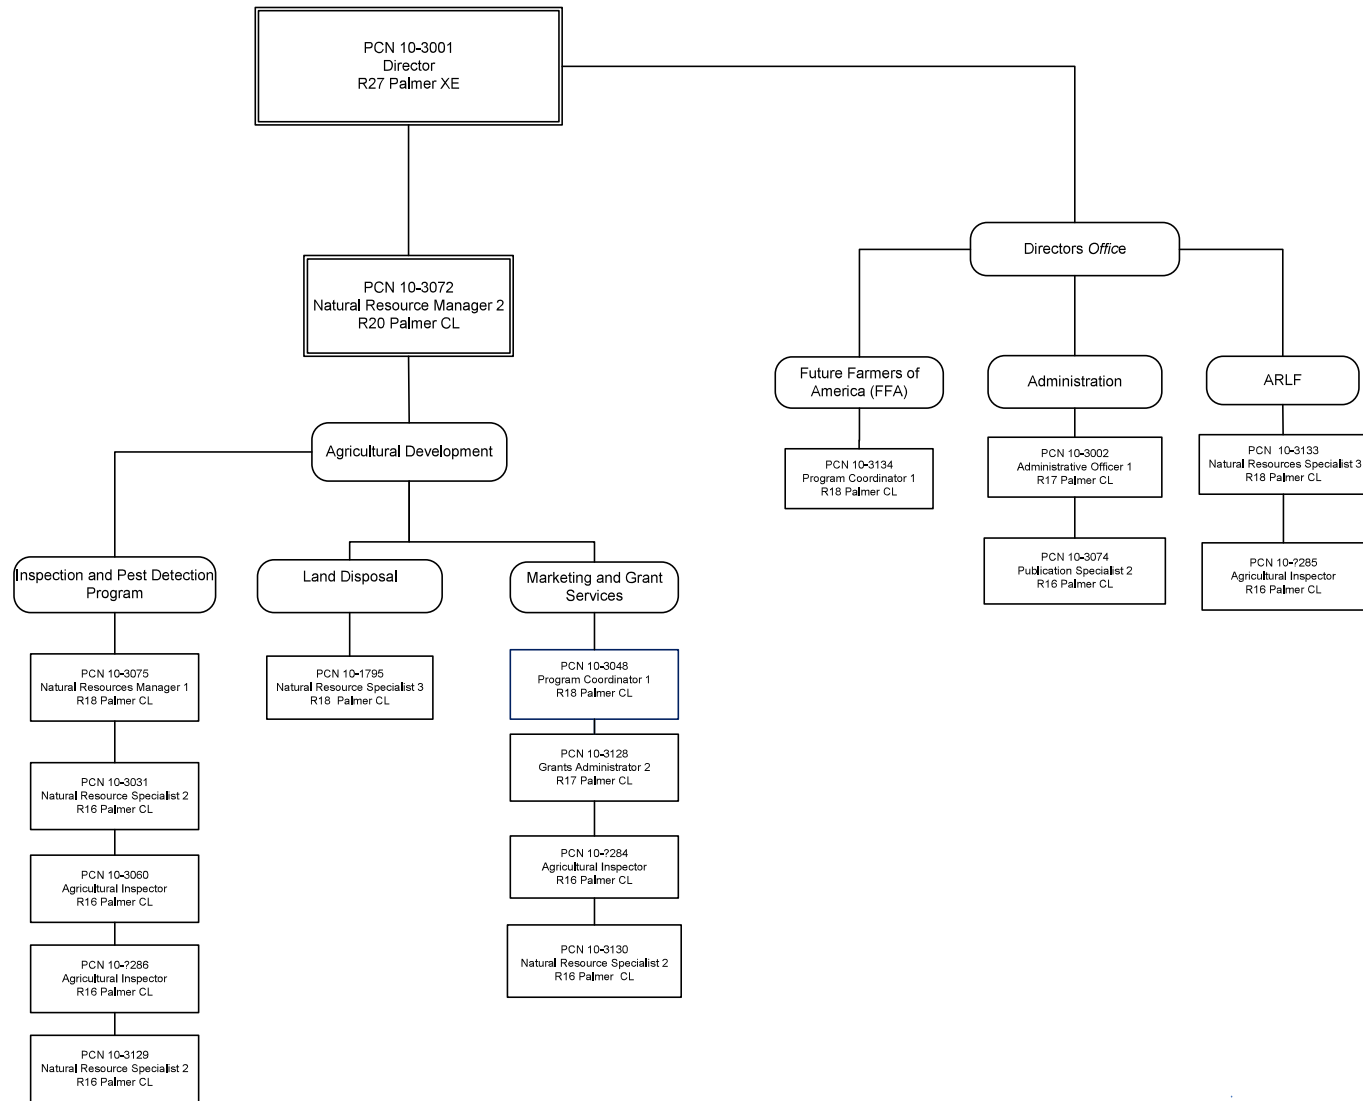 PCN 10-3001
Director
R27 Palmer XE
PCN 10-3072
Natural Resource Manager 2
R20 Palmer CL
Directors Office
Future Farmers of
America (FFA)
Administration
ARLF
PCN 10-3134
Program Coordinator 1
R18 Palmer CL
PCN 10-3002
Administrative Officer 1
R17 Palmer CL
PCN 10-3133
Natural Resources Specialist 3
R18 Palmer CL
PCN 10-3074
Publication Specialist 2
R16 Palmer CL
PCN 10-?285
Agricultural Inspector
R16 Palmer CL
Agricultural Development
Inspection and Pest Detection
Program
Land Disposal
Marketing and Grant
Services
PCN 10-3075
Natural Resources Manager 1
R18 Palmer CL
PCN 10-3031
Natural Resource Specialist 2
R16 Palmer CL
PCN 10-3060
Agricultural Inspector
R16 Palmer CL
PCN 10-?286
Agricultural Inspector
R16 Palmer CL
PCN 10-3129
Natural Resource Specialist 2
R16 Palmer CL
PCN 10-1795
Natural Resource Specialist 3
R18 Palmer CL
PCN 10-3048
Program Coordinator 1
R18 Palmer CL
PCN 10-3128
Grants Administrator 2
R17 Palmer CL
PCN 10-?284
Agricultural Inspector
R16 Palmer CL
PCN 10-3130
Natural Resource Specialist 2
R16 Palmer CL